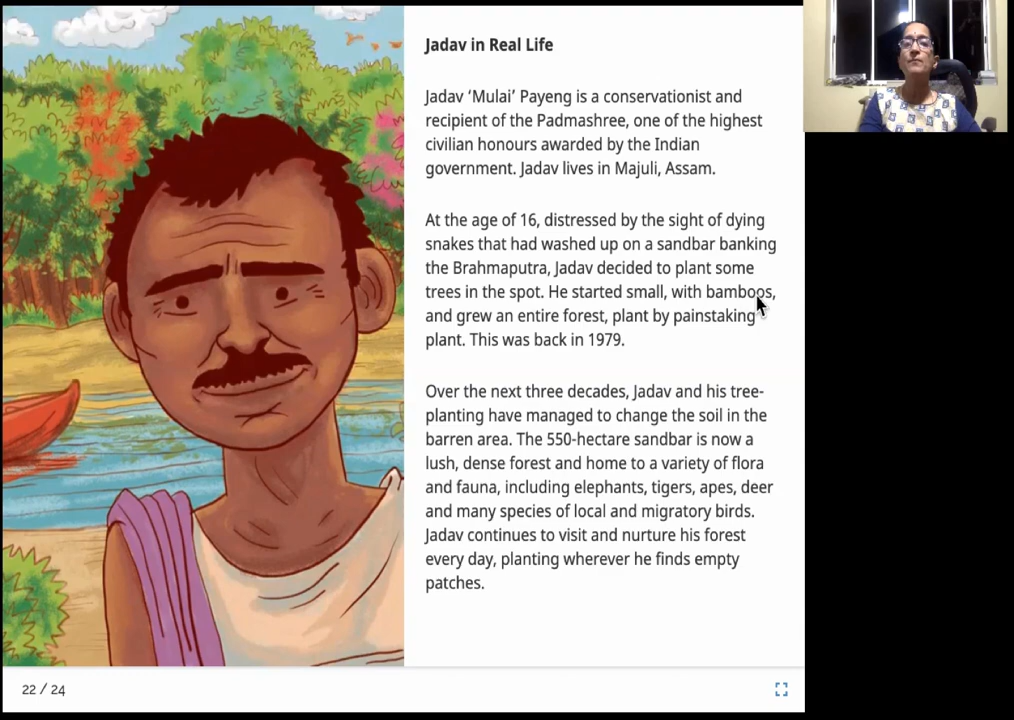 Jadav in Real Life
Jadav ‘Mulai’ Payeng is a conservationist and
recipient of the Padmashree, one of the highest
civilian honours awarded by the Indian
government. Jadav lives in Majuli, Assam.
At the age of 16, distressed by the sight of dying
snakes that had washed up on a sandbar banking
the Brahmaputra, Jadav decided to plant some
trees in the spot. He started small, with bamboos,
and grew an entire forest, plant by painstaking
plant. This was back in 1979.
Over the next three decades, Jadav and his tree-
planting have managed to change the soil in the
barren area. The 550-hectare sandbar is now a
lush, dense forest and home to a variety of flora
and fauna, including elephants, tigers, apes, deer
and many species of local and migratory birds.
Jadav continues to visit and nurture his forest
every day, planting wherever he finds empty
patches.
22 / 24